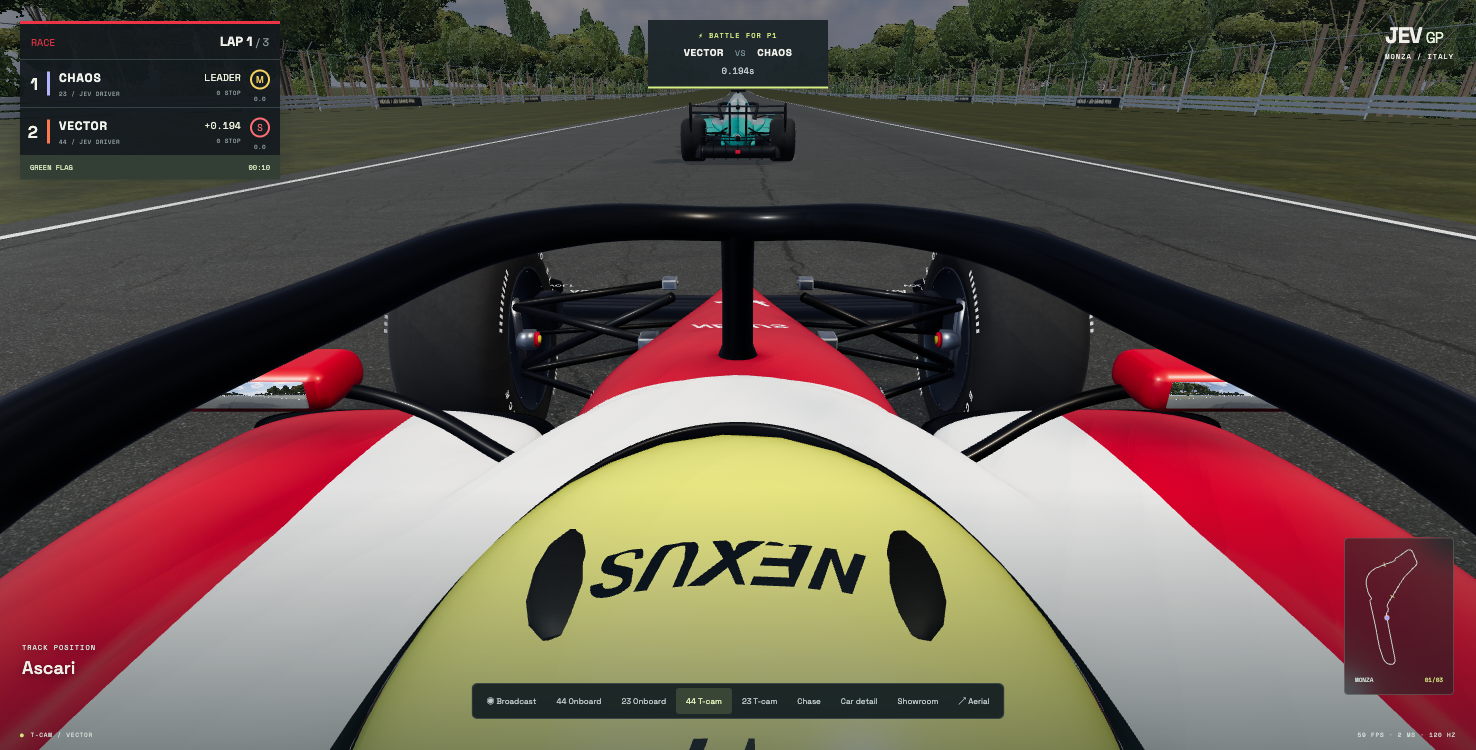 RACE
LAP 1 / 3
1 CHAOS LEADER M
23 / JEV DRIVER 0 STOP 0.0
2 VECTOR +0.194 S
44 / JEV DRIVER 0 STOP 0.0
GREEN FLAG 00:10
⚡ BATTLE FOR P1
VECTOR VS CHAOS
0.194s
JEV GP
MONZA / ITALY
NEXUS
NEXUS
TRACK POSITION
Ascari
MONZA 01/03
Broadcast 44 Onboard 23 Onboard 44 T-cam 23 T-cam Chase Car detail Showroom Aerial
T-CAM / VECTOR
59 FPS · 2 MS · 120 HZ